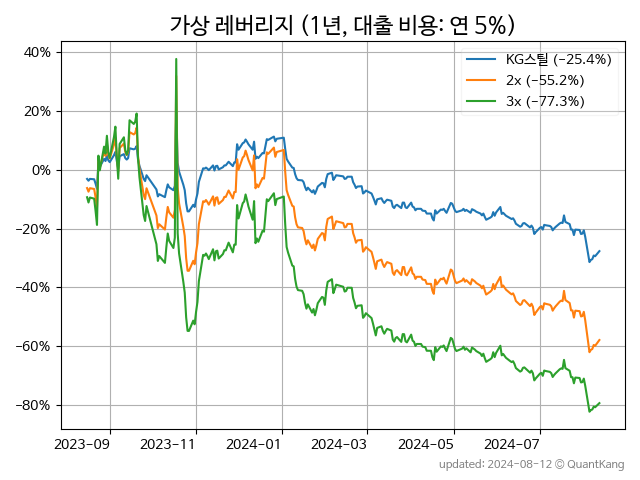 가상 레버리지 (1년, 대출 비용: 연 5%)
KG스틸 (−25.4%)
2x (−55.2%)
3x (−77.3%)
40%
20%
0%
−20%
−40%
−60%
−80%
2023-09
2023-11
2024-01
2024-03
2024-05
2024-07
updated: 2024-08-12 © QuantKang